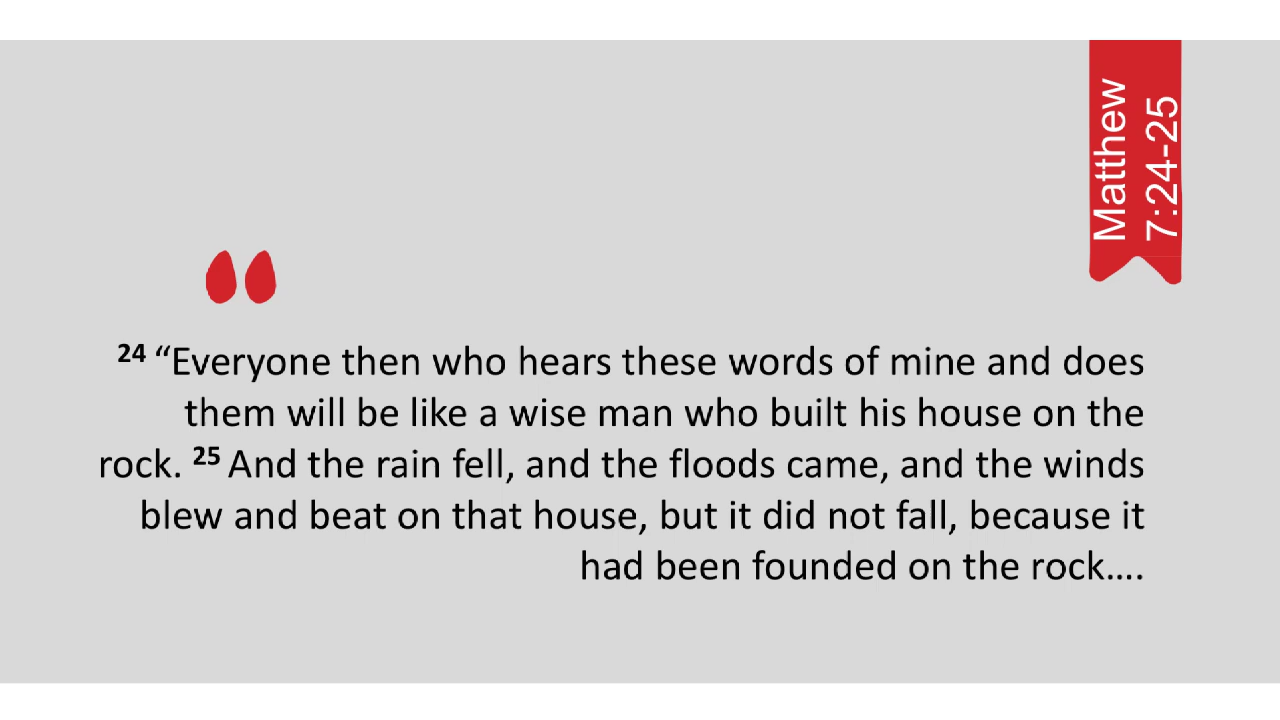 Matthew
7:24-25
24 “Everyone then who hears these words of mine and does
them will be like a wise man who built his house on the
rock. 25 And the rain fell, and the floods came, and the winds
blew and beat on that house, but it did not fall, because it
had been founded on the rock….